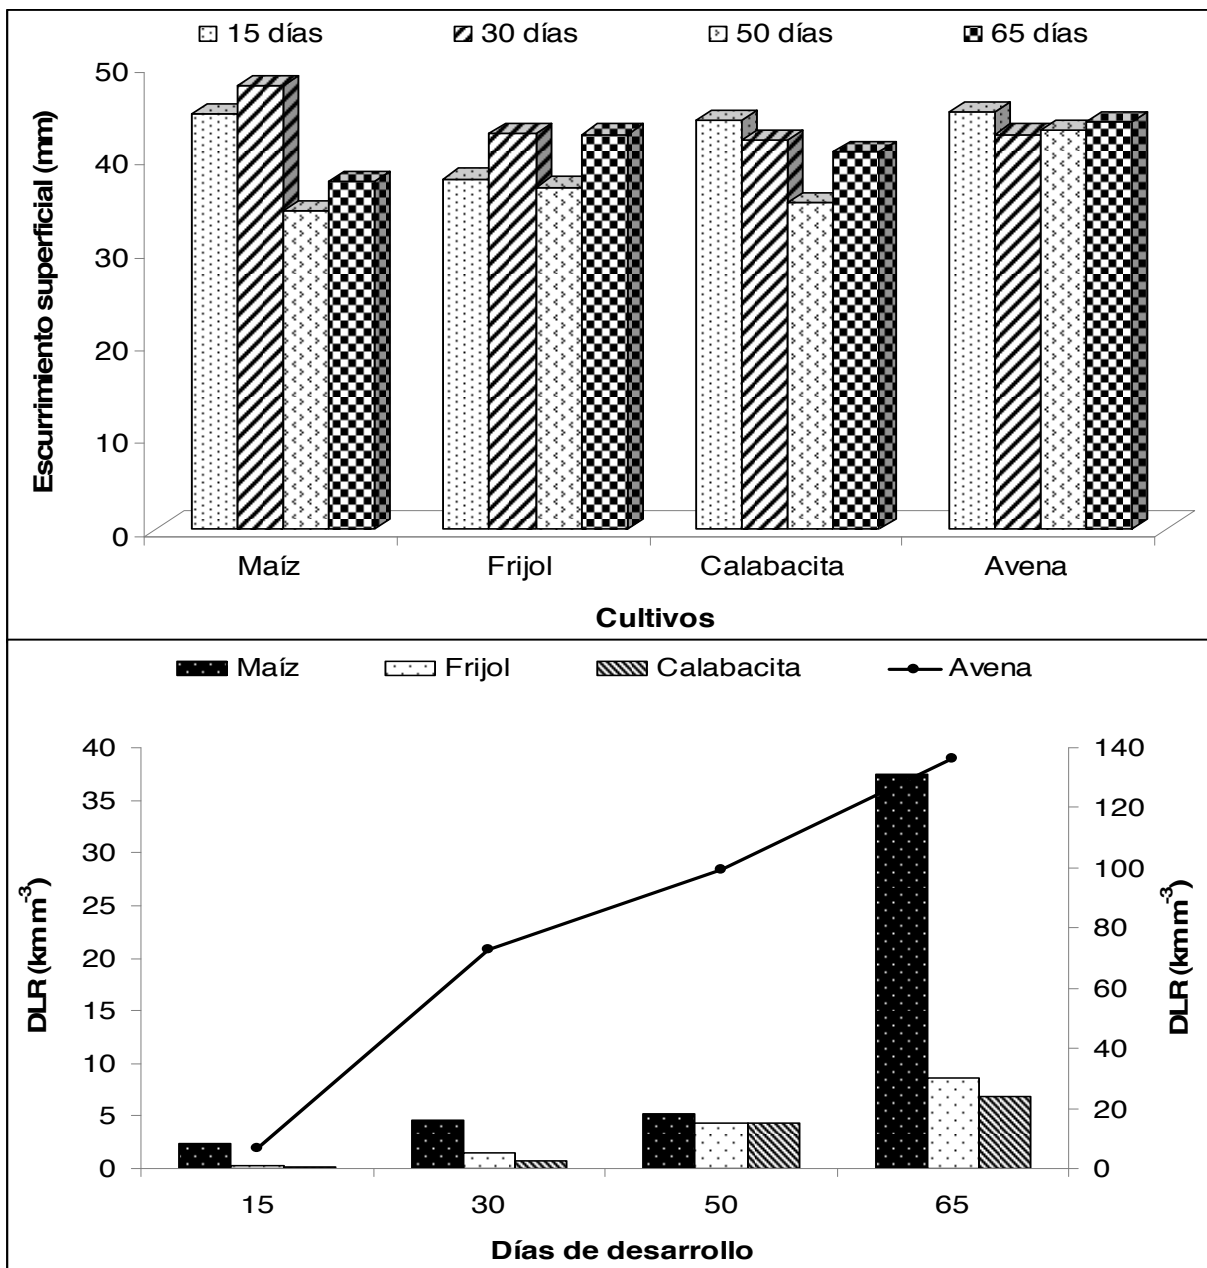 15 días 30 días 50 días 65 días
50
40
30
20
10
0
Escurrimiento superficial (mm)
Maíz Frijol Calabacita Avena
Cultivos
Maíz Frijol Calabacita Avena
40
35
30
25
20
15
10
5
0
DLR (km m⁻³)
140
120
100
80
60
40
20
0
DLR (km m⁻³)
15 30 50 65
Días de desarrollo